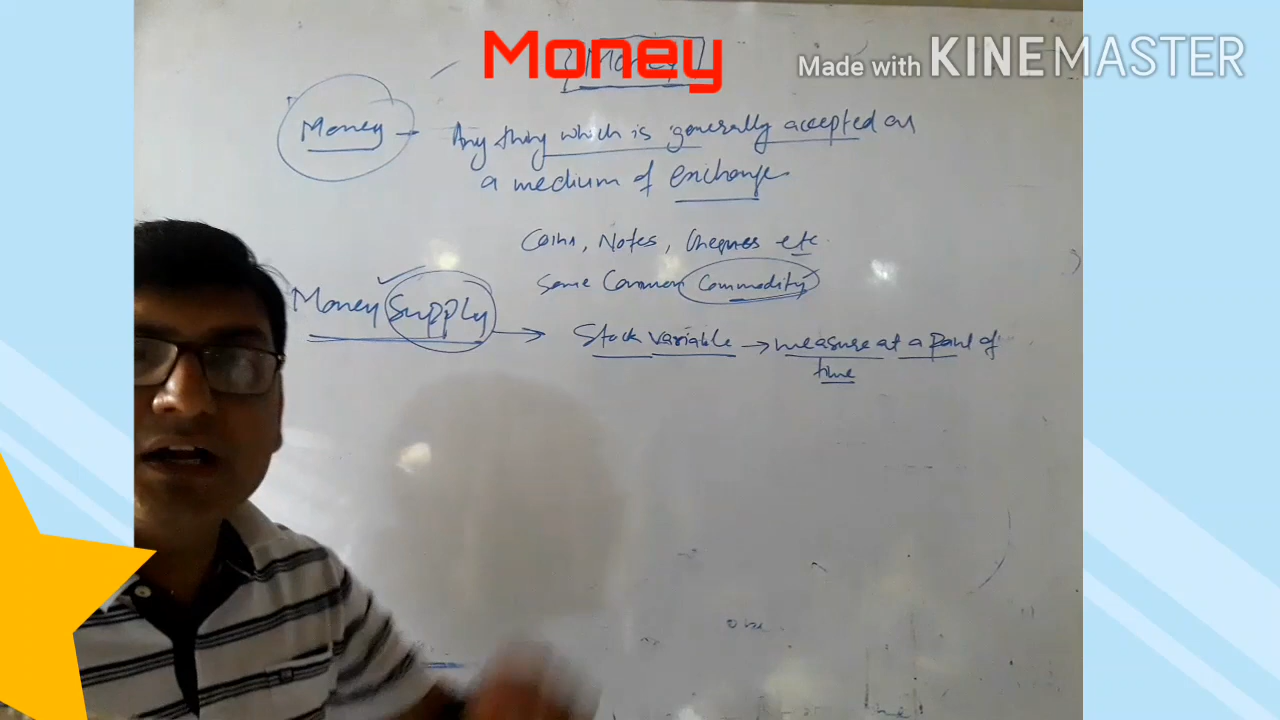 Money
Made with KINEMASTER
Money
Money → Any thing which is generally accepted as
a medium of exchange
Coins, Notes, Cheques etc.
Some Common Commodity
Money Supply → Stock variable → measure at a point of
time